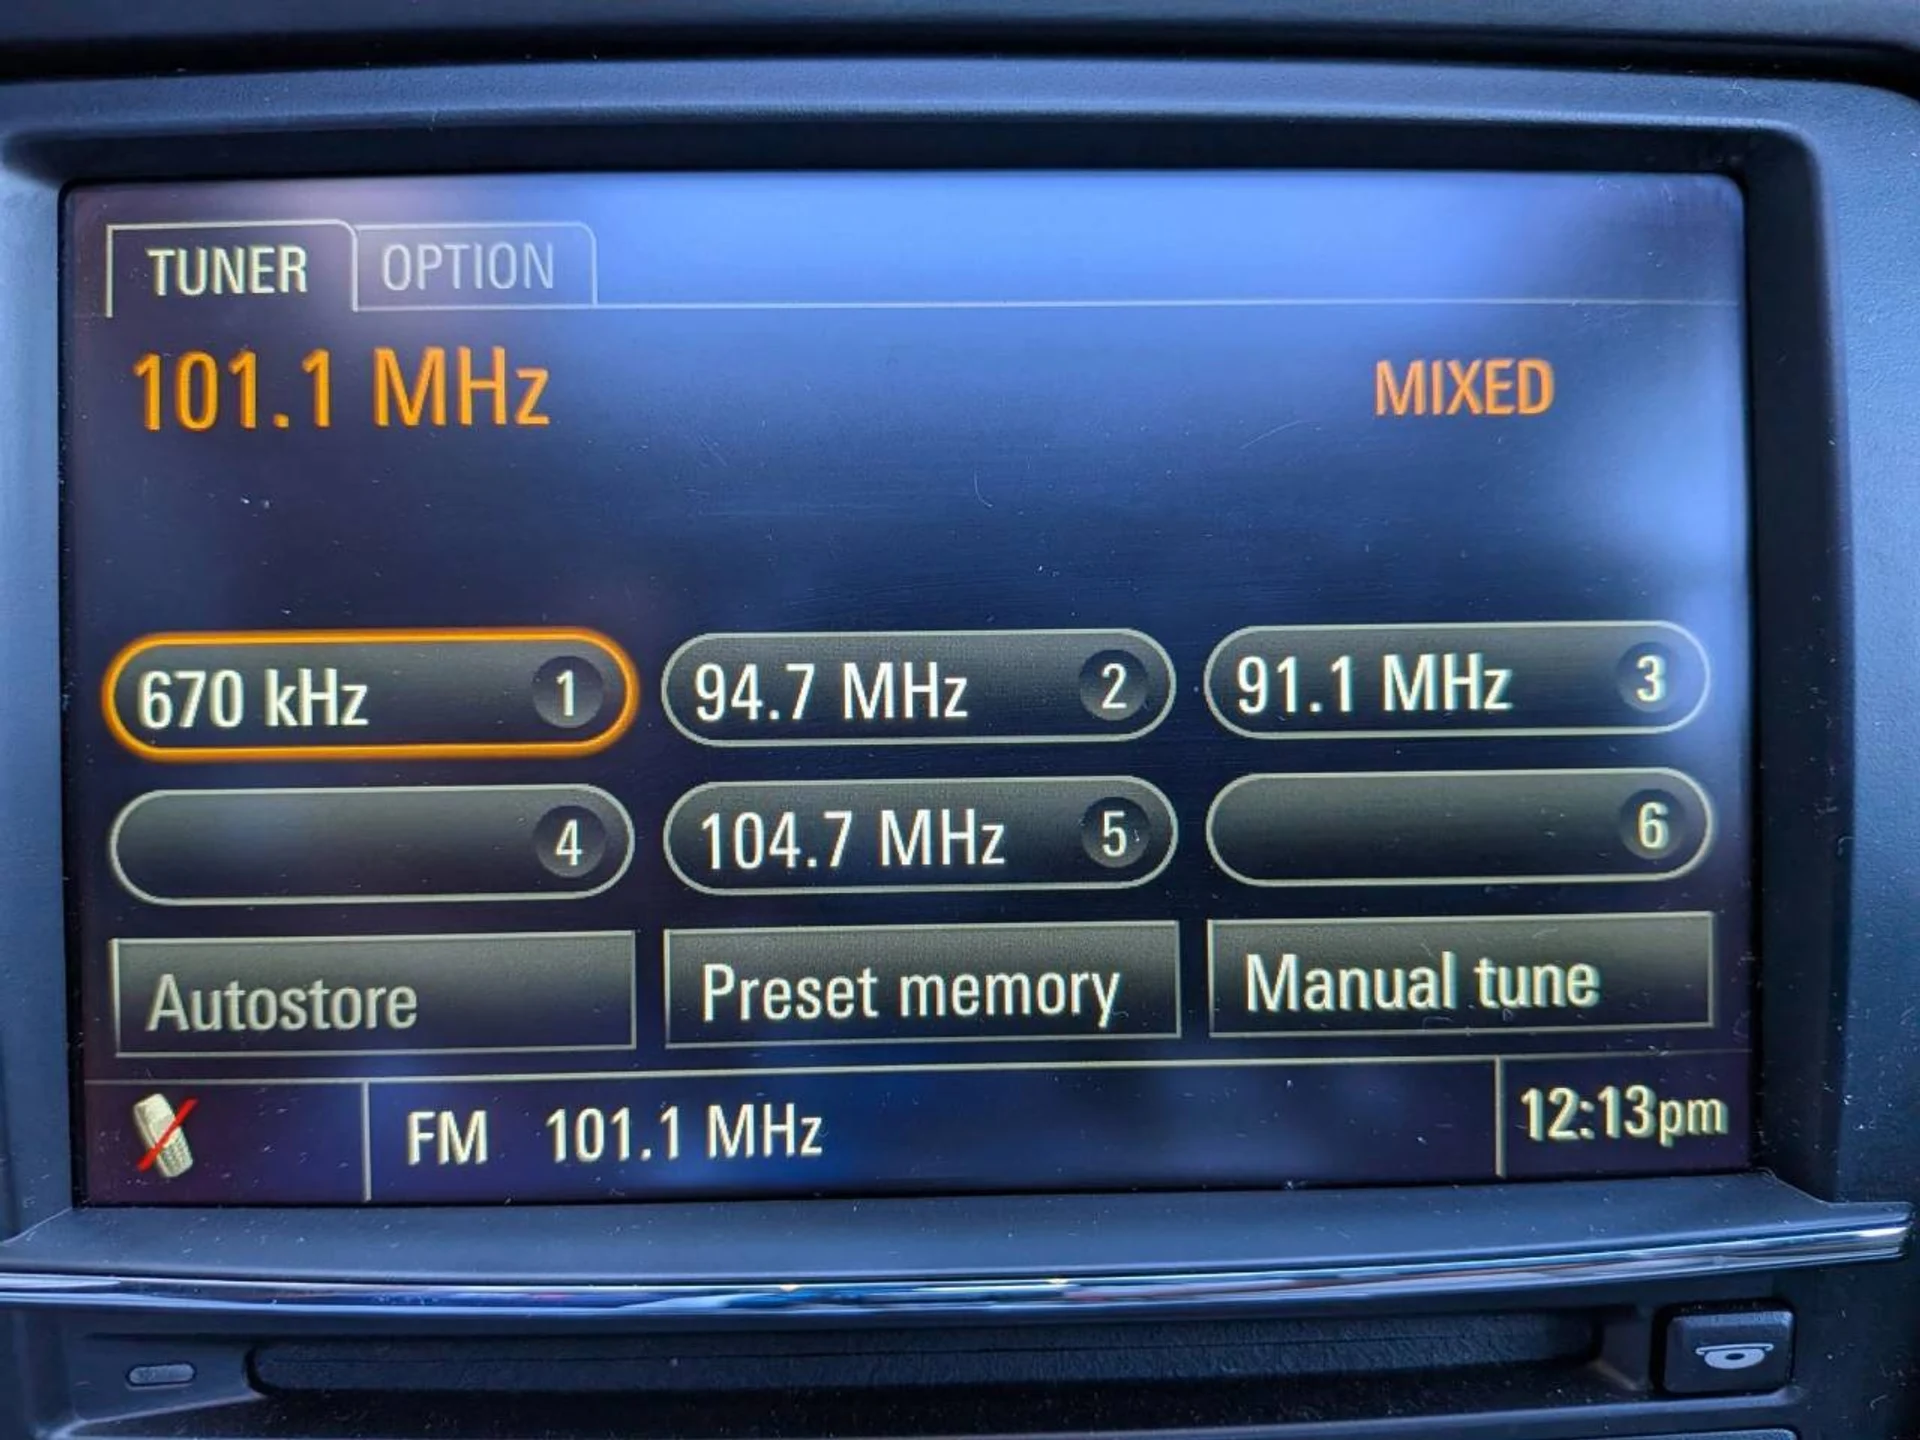 TUNER OPTION
101.1 MHz MIXED
670 kHz 1 94.7 MHz 2 91.1 MHz 3
4 104.7 MHz 5 6
Autostore Preset memory Manual tune
FM 101.1 MHz 12:13pm